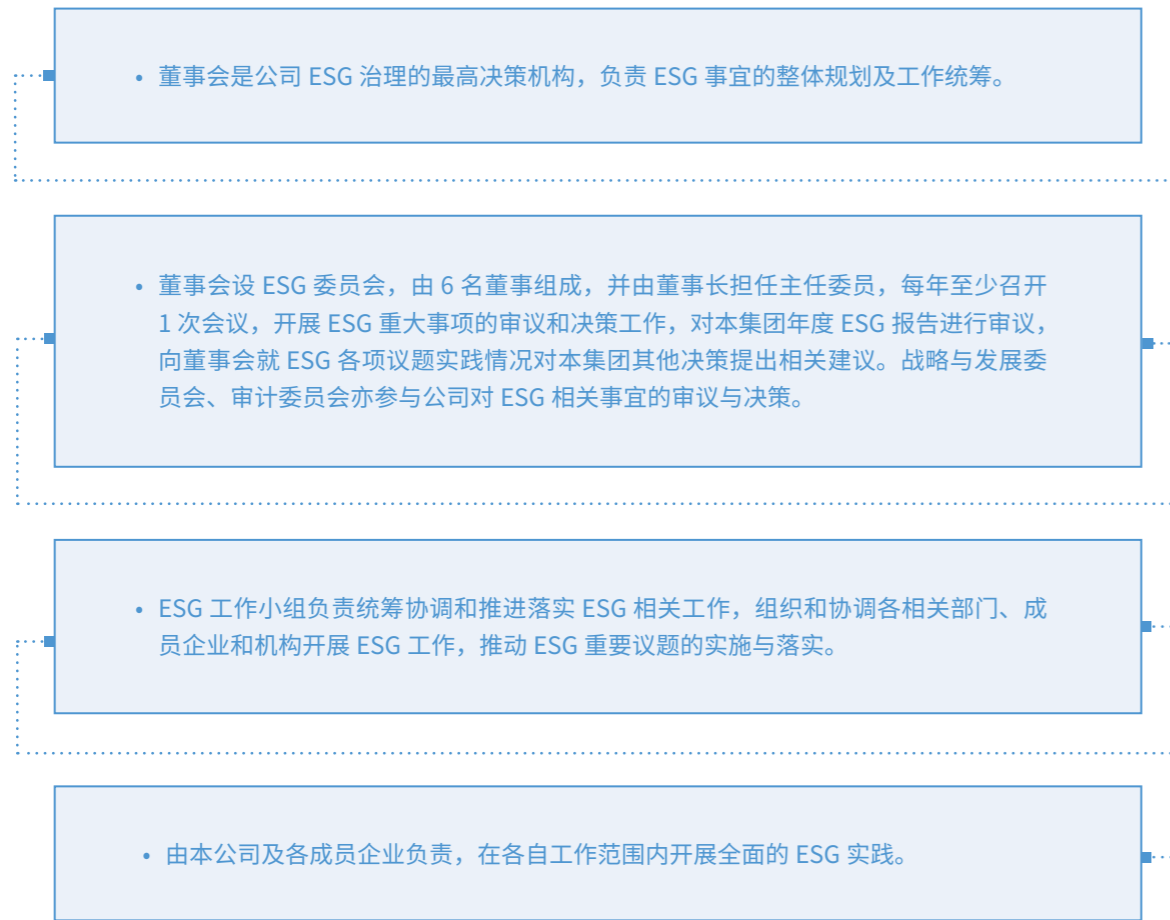 • 董事会是公司 ESG 治理的最高决策机构，负责 ESG 事宜的整体规划及工作统筹。
• 董事会设 ESG 委员会，由 6 名董事组成，并由董事长担任主任委员，每年至少召开
1 次会议，开展 ESG 重大事项的审议和决策工作，对本集团年度 ESG 报告进行审议，
向董事会就 ESG 各项议题实践情况对本集团其他决策提出相关建议。战略与发展委
员会、审计委员会亦参与公司对 ESG 相关事宜的审议与决策。
• ESG 工作小组负责统筹协调和推进落实 ESG 相关工作，组织和协调各相关部门、成
员企业和机构开展 ESG 工作，推动 ESG 重要议题的实施与落实。
• 由本公司及各成员企业负责，在各自工作范围内开展全面的 ESG 实践。